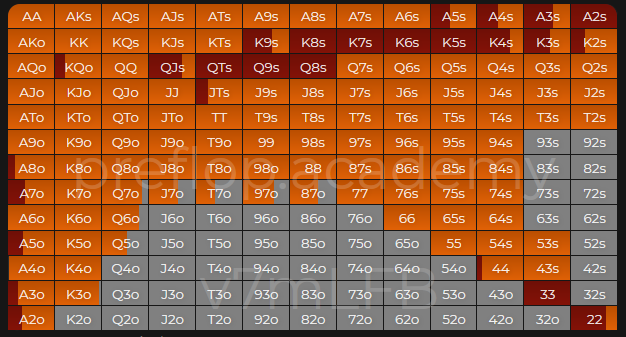 AA AKs AQs AJs ATs A9s A8s A7s A6s A5s A4s A3s A2s
AKo KK KQs KJs KTs K9s K8s K7s K6s K5s K4s K3s K2s
AQo KQo QQ QJs QTs Q9s Q8s Q7s Q6s Q5s Q4s Q3s Q2s
AJo KJo QJo JJ JTs J9s J8s J7s J6s J5s J4s J3s J2s
ATo KTo QTo JTo TT T9s T8s T7s T6s T5s T4s T3s T2s
A9o K9o Q9o J9o T9o 99 98s 97s 96s 95s 94s 93s 92s
A8o K8o Q8o J8o T8o 98o 88 87s 86s 85s 84s 83s 82s
preflop.academy
A7o K7o Q7o J7o T7o 97o 87o 77 76s 75s 74s 73s 72s
A6o K6o Q6o J6o T6o 96o 86o 76o 66 65s 64s 63s 62s
A5o K5o Q5o J5o T5o 95o 85o 75o 65o 55 54s 53s 52s
A4o K4o Q4o J4o T4o 94o 84o 74o 64o 54o 44 43s 42s
v7mLFB
A3o K3o Q3o J3o T3o 93o 83o 73o 63o 53o 43o 33 32s
A2o K2o Q2o J2o T2o 92o 82o 72o 62o 52o 42o 32o 22